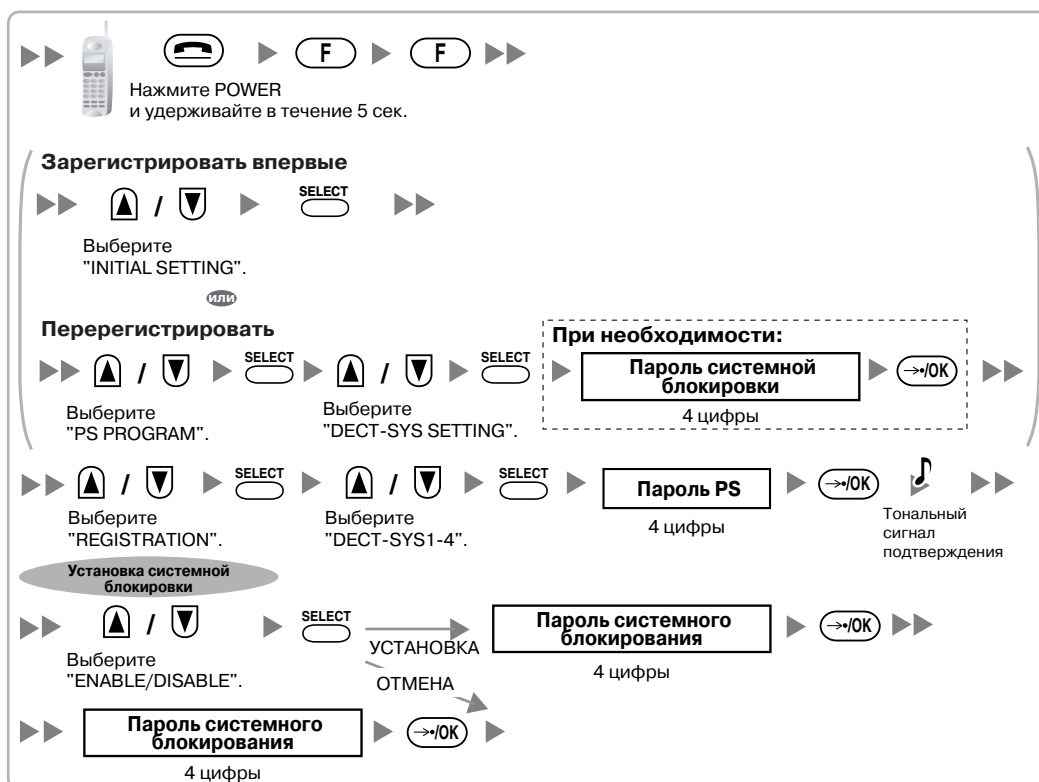 F F
Нажмите POWER
и удерживайте в течение 5 сек.
Зарегистрировать впервые
/ SELECT
Выберите
"INITIAL SETTING".
или
Перерегистрировать
При необходимости:
/ SELECT / SELECT
Пароль системной
блокировки
/OK
Выберите
"PS PROGRAM".
Выберите
"DECT-SYS SETTING".
4 цифры
/ SELECT / SELECT
Пароль PS
/OK
Выберите
"REGISTRATION".
Выберите
"DECT-SYS1-4".
4 цифры
Тональный
сигнал
подтверждения
Установка системной
блокировки
/ SELECT
УСТАНОВКА
Пароль системного
блокирования
/OK
Выберите
"ENABLE/DISABLE".
ОТМЕНА
4 цифры
Пароль системного
блокирования
/OK
4 цифры